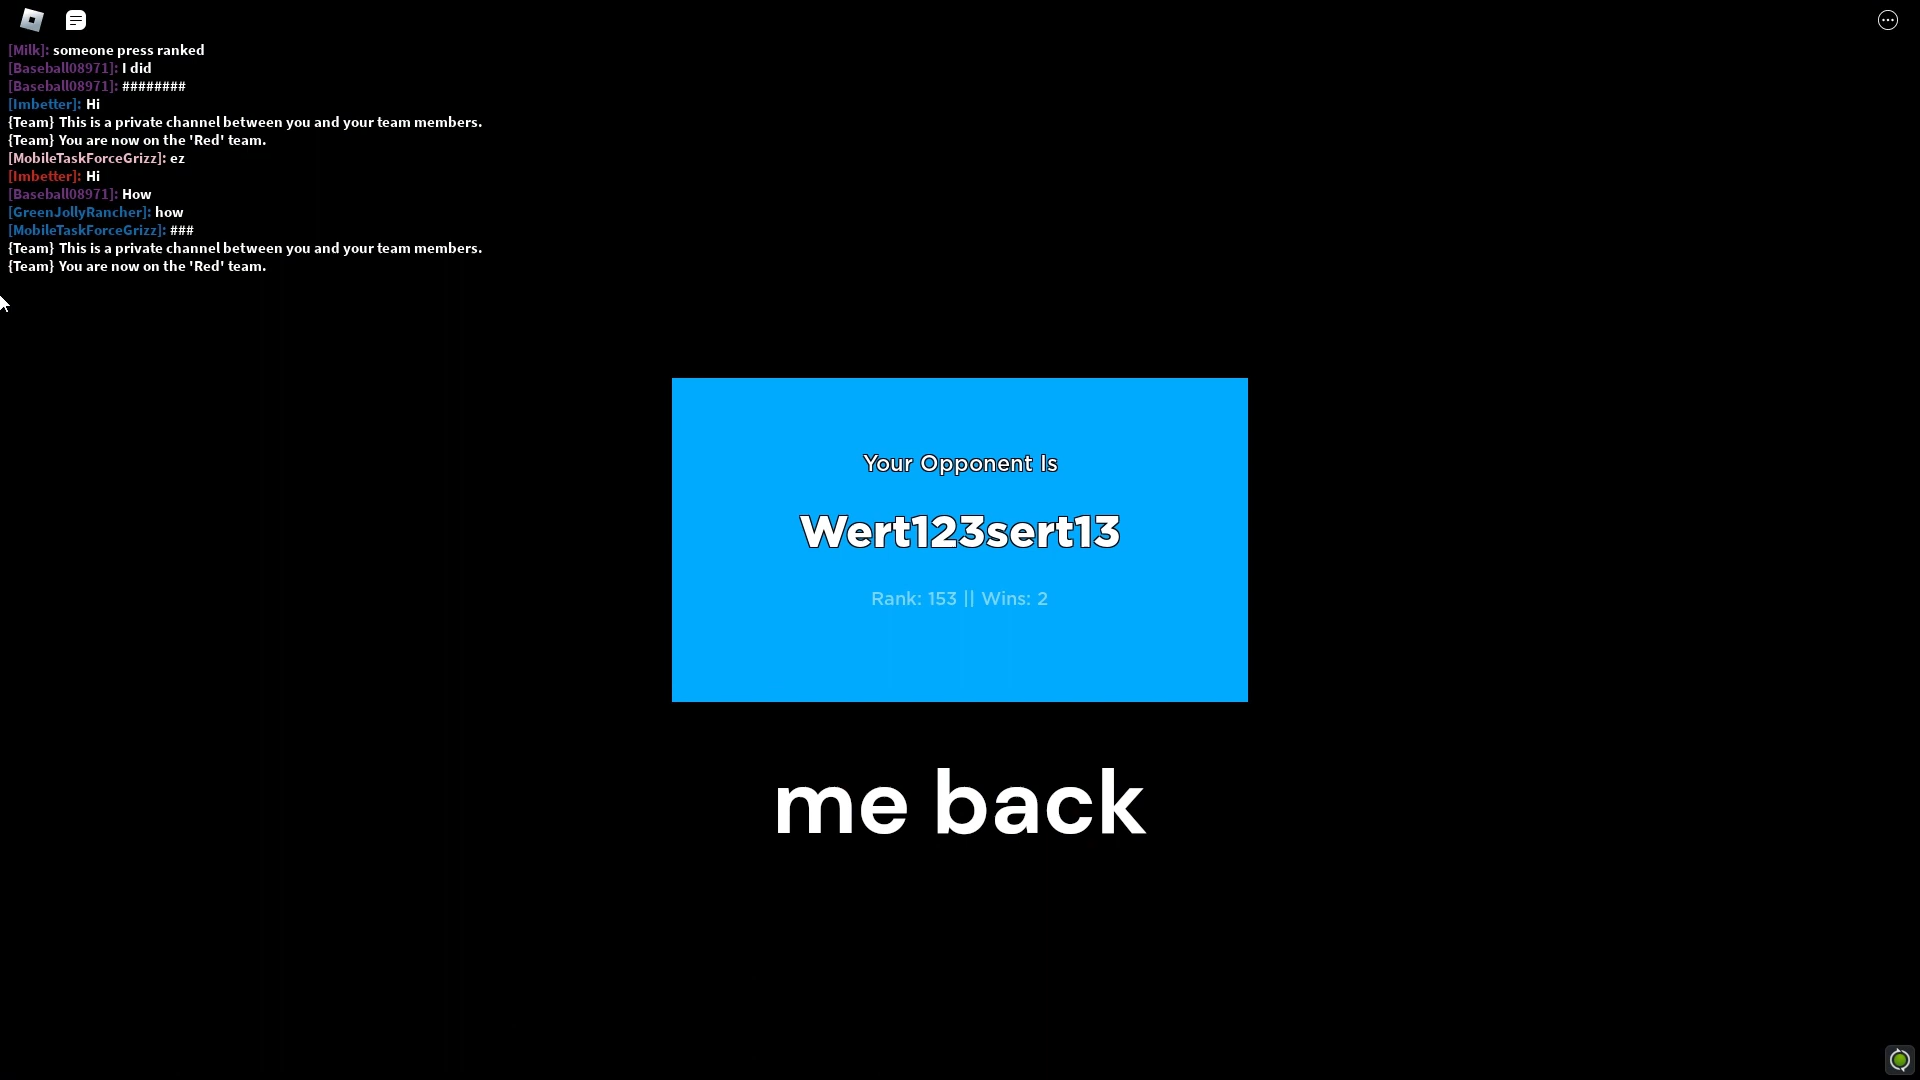 [Milk]: someone press ranked
[Baseball08971]: I did
[Baseball08971]: ########
[Imbetter]: Hi
{Team} This is a private channel between you and your team members.
{Team} You are now on the 'Red' team.
[MobileTaskForceGrizz]: ez
[Imbetter]: Hi
[Baseball08971]: How
[GreenJollyRancher]: how
[MobileTaskForceGrizz]: ###
{Team} This is a private channel between you and your team members.
{Team} You are now on the 'Red' team.
Your Opponent Is
Wert123sert13
Rank: 153 || Wins: 2
me back